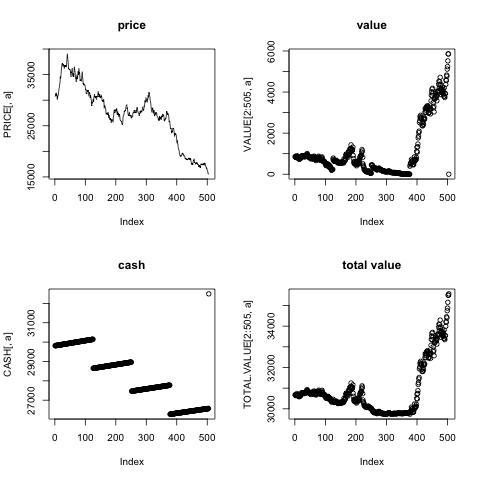 price
value
PRICE[, a]
15000 25000 35000
0 100 200 300 400 500
Index
VALUE[2:505, a]
0 2000 4000 6000
0 100 200 300 400 500
Index
cash
total value
CASH[, a]
27000 29000 31000
0 100 200 300 400 500
Index
TOTAL.VALUE[2:505, a]
30000 32000 34000
0 100 200 300 400 500
Index